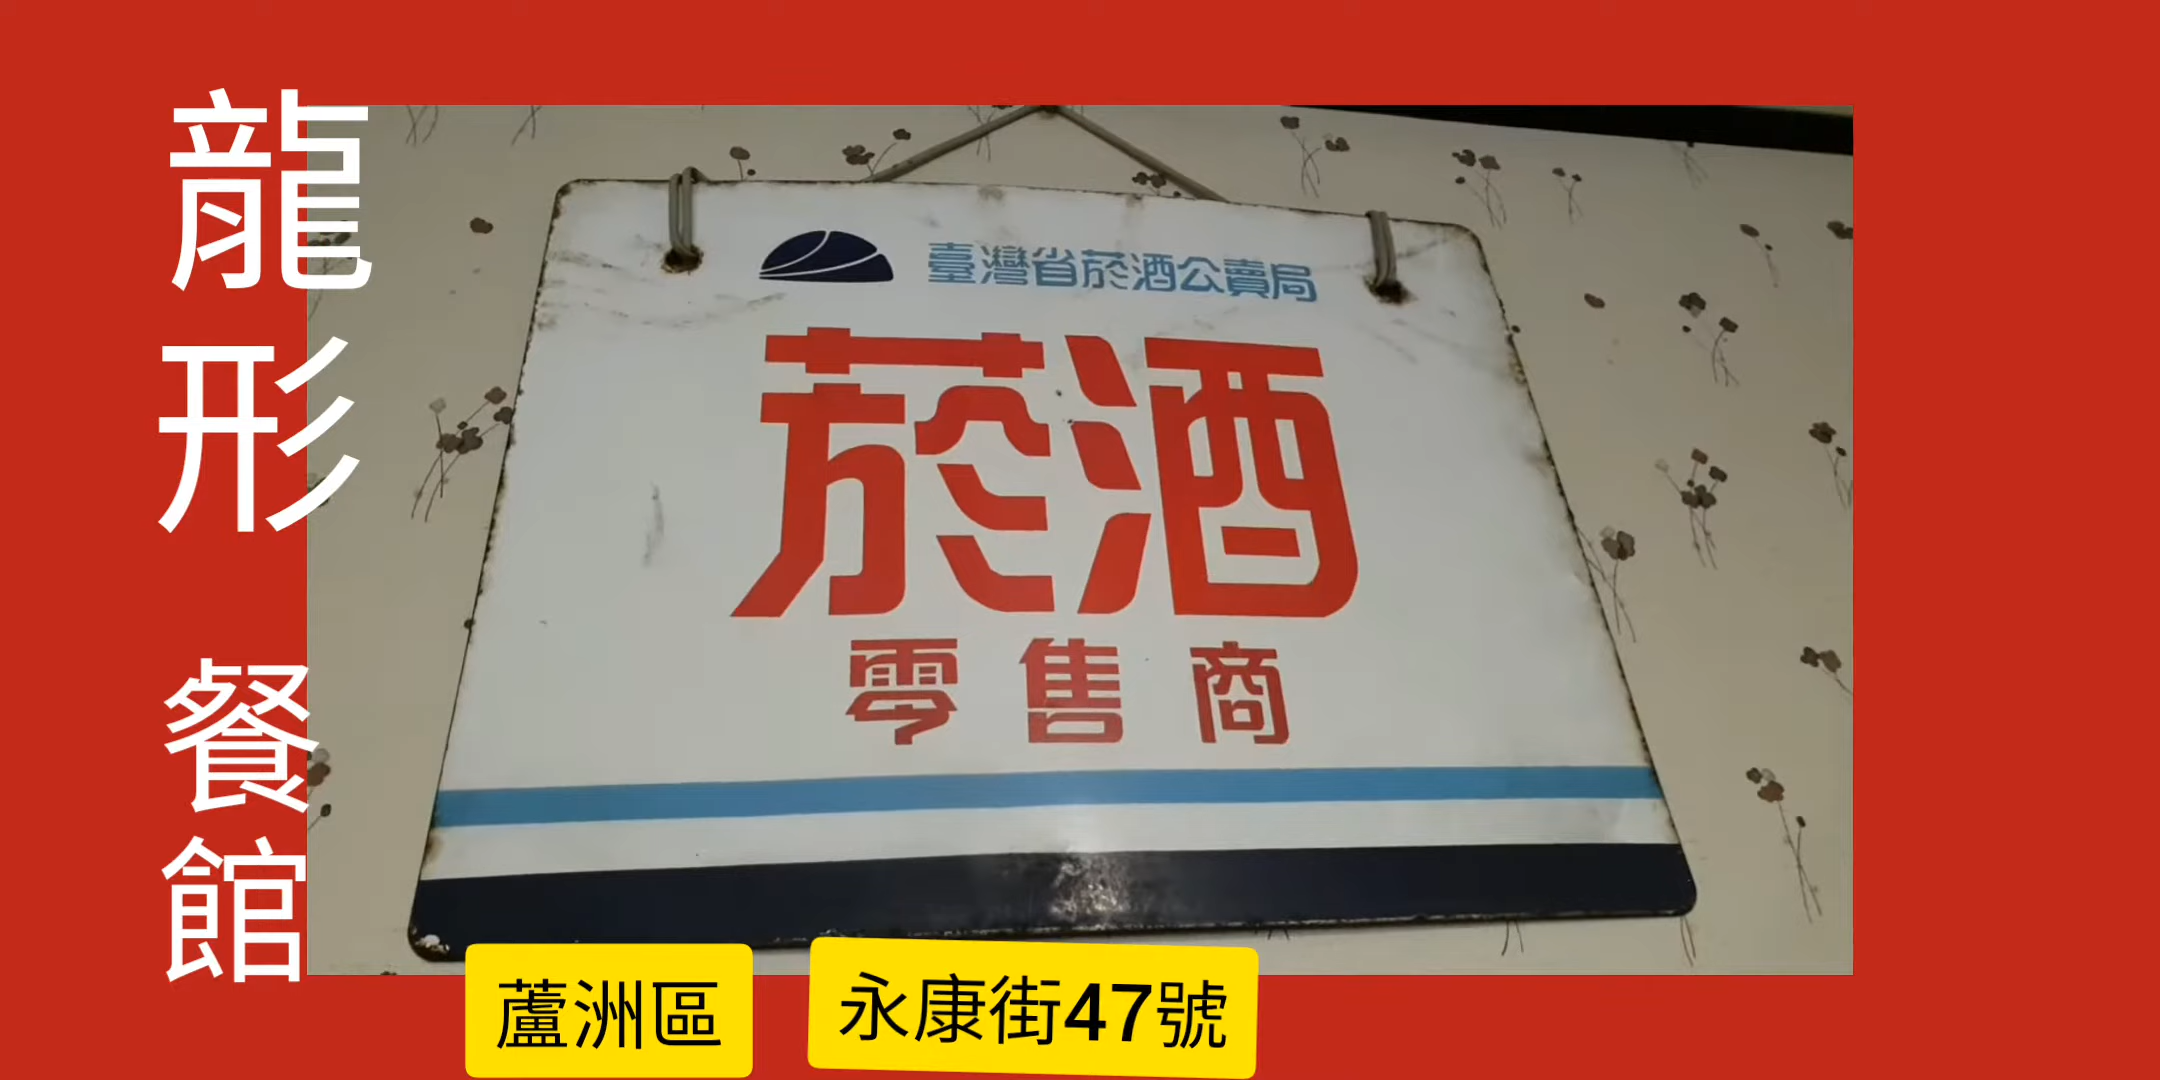 龍形 餐館
臺灣省菸酒公賣局
菸酒
零售商
蘆洲區
永康街47號